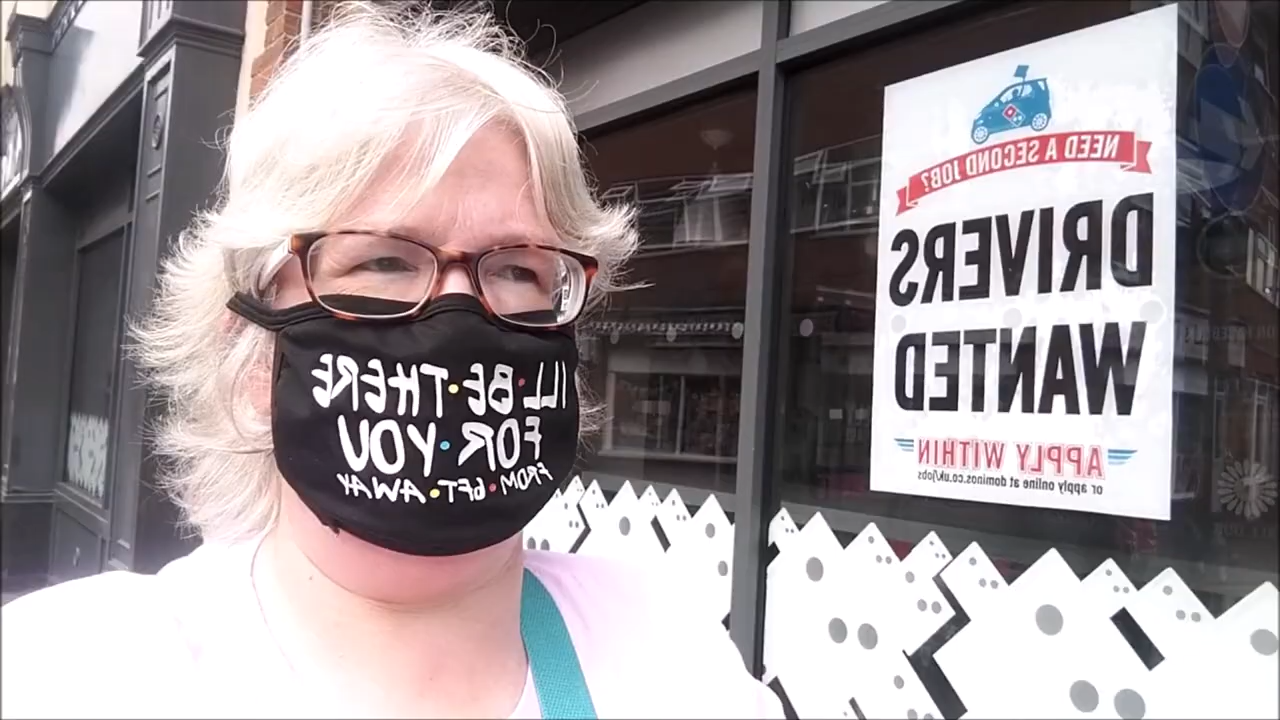 ILL·BE·THERE
FOR·YOU
FROM·6FT·AWAY
NEED A SECOND JOB?
DRIVERS
WANTED
APPLY WITHIN
or apply online at dominos.co.uk/jobs